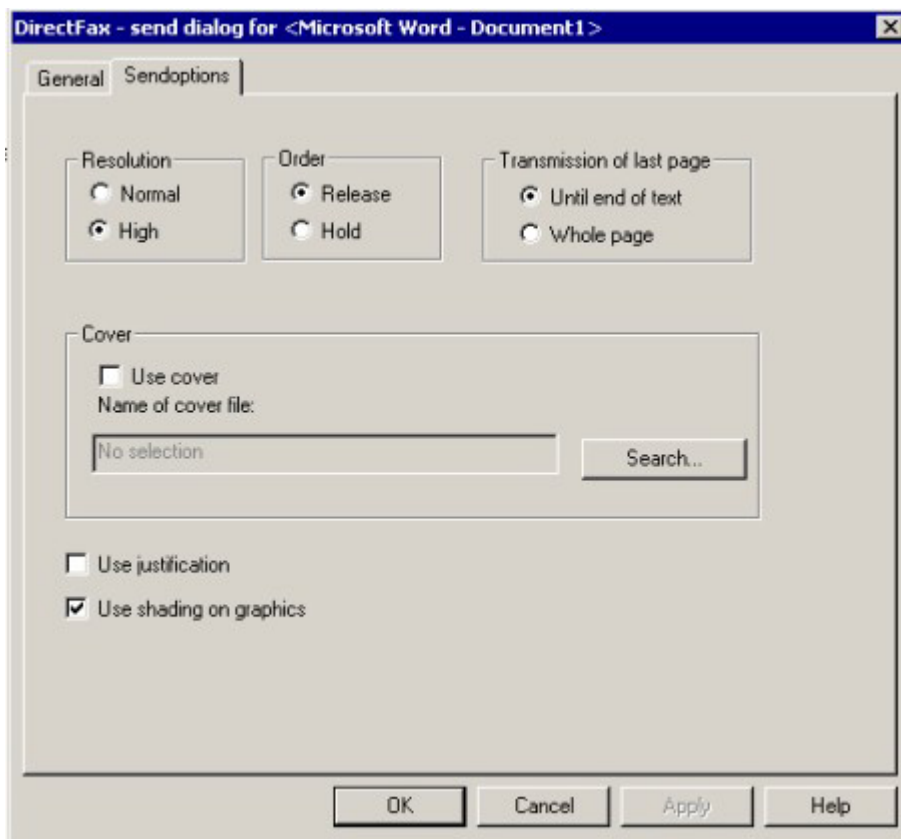 DirectFax - send dialog for <Microsoft Word - Document1>
General Sendoptions
Resolution Order Transmission of last page
Normal Release Until end of text
High Hold Whole page
Cover
Use cover
Name of cover file:
No selection Search...
Use justification
Use shading on graphics
OK Cancel Apply Help